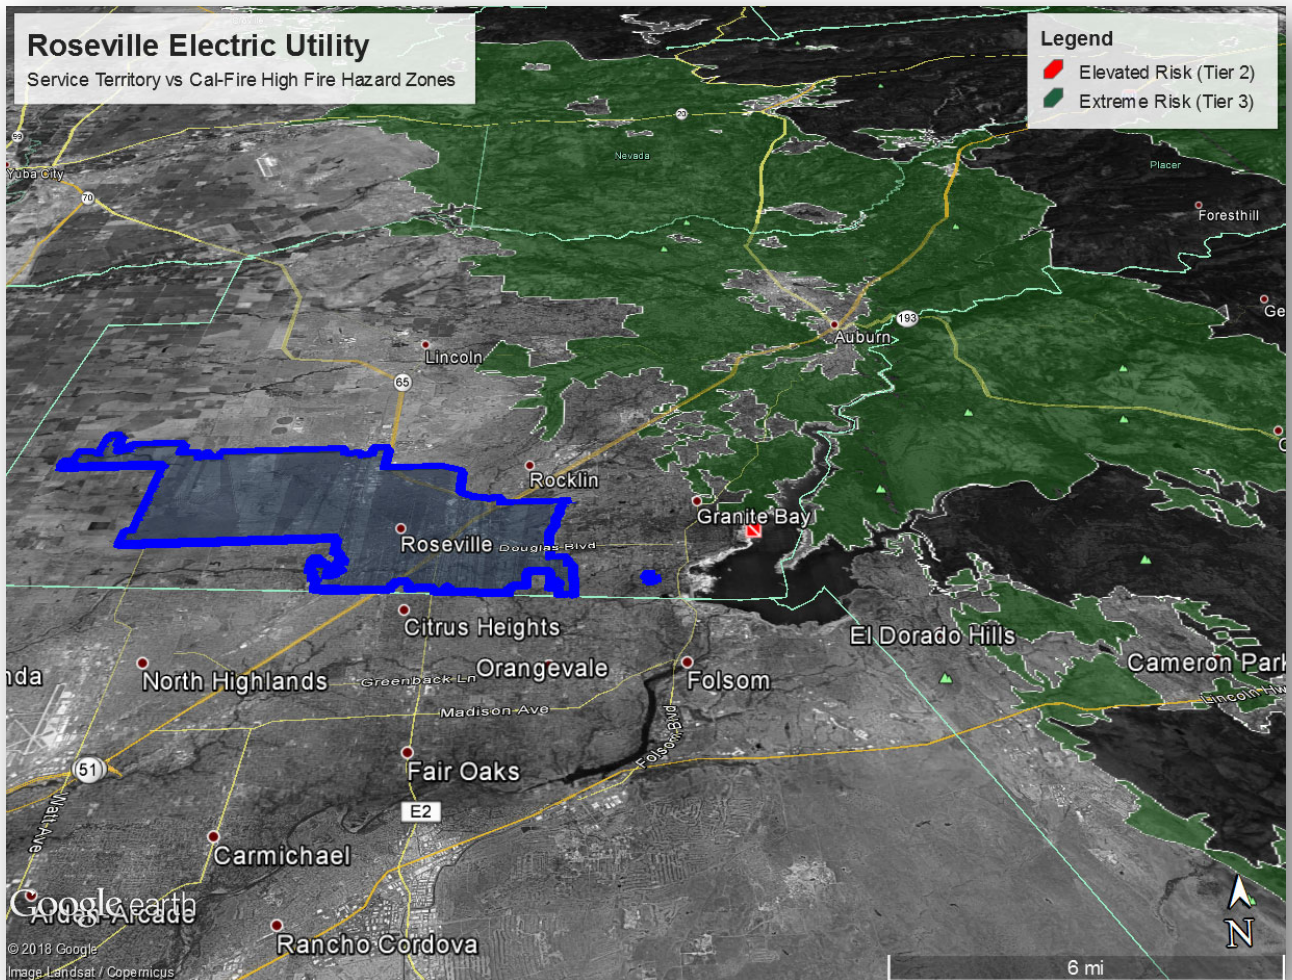 Roseville Electric Utility
Service Territory vs Cal-Fire High Fire Hazard Zones
Legend
Elevated Risk (Tier 2)
Extreme Risk (Tier 3)
99
20
Yuba City
Nevada
Placer
70
Foresthill
Ge
193
Auburn
Lincoln
65
C
Rocklin
Granite Bay
Roseville
Douglas Blvd
Citrus Heights
El Dorado Hills
Orangevale
Cameron Park
nda
North Highlands
Greenback Ln
Folsom
Lincoln Hw
Madison Ave
Folsom Blvd
51
Fair Oaks
E2
Watt Ave
Carmichael
Google earth
Arden-Arcade
Rancho Cordova
N
© 2018 Google
Image Landsat / Copernicus
6 mi